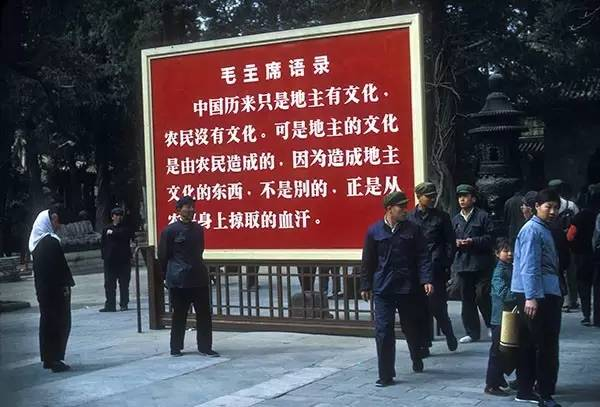 毛主席语录
中国历来只是地主有文化，
农民沒有文化。可是地主的文化
是由农民造成的，因为造成地主
文化的东西，不是別的，正是从
身上掠取的血汗。